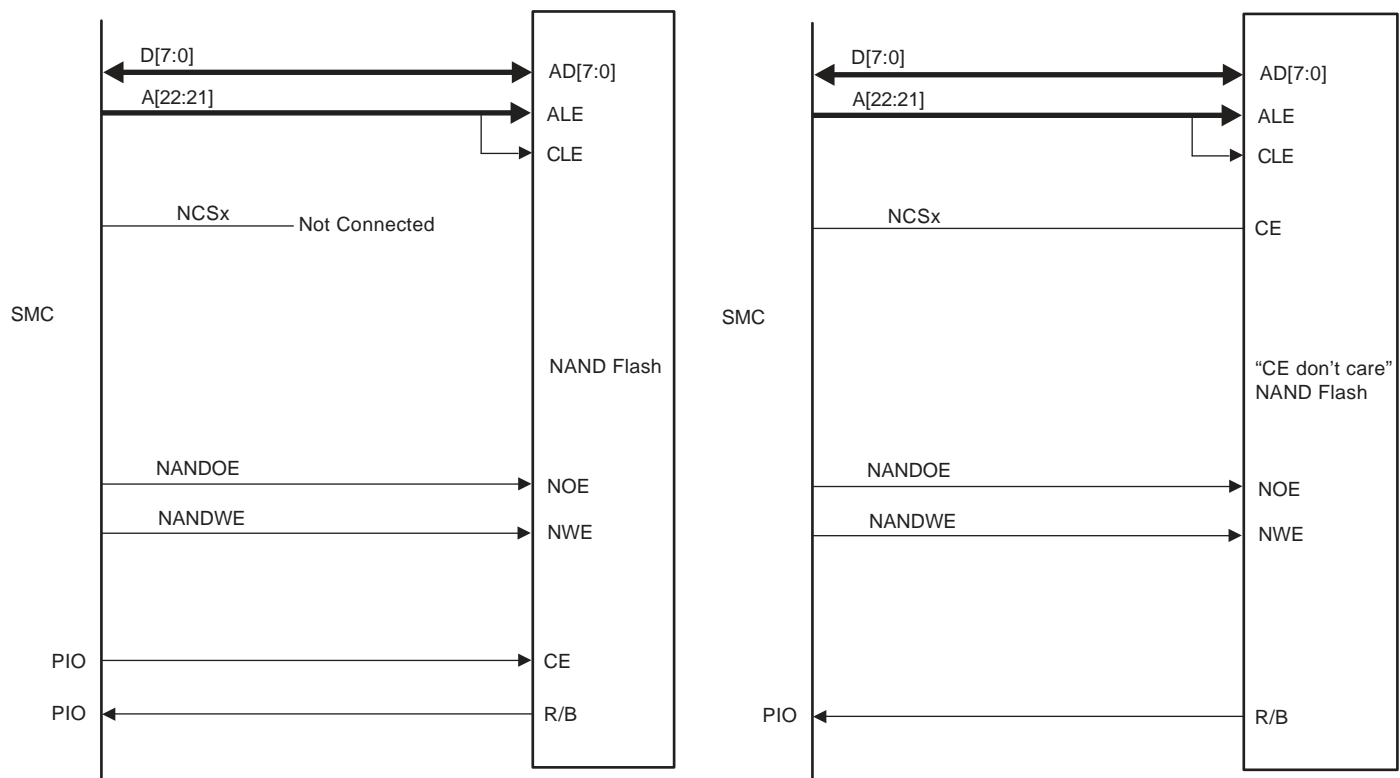 D[7:0]
AD[7:0]
A[22:21]
ALE
CLE
NCSx
Not Connected
SMC
NAND Flash
NANDOE
NOE
NANDWE
NWE
PIO
CE
PIO
R/B
D[7:0]
AD[7:0]
A[22:21]
ALE
CLE
NCSx
CE
SMC
“CE don’t care”
NAND Flash
NANDOE
NOE
NANDWE
NWE
PIO
R/B